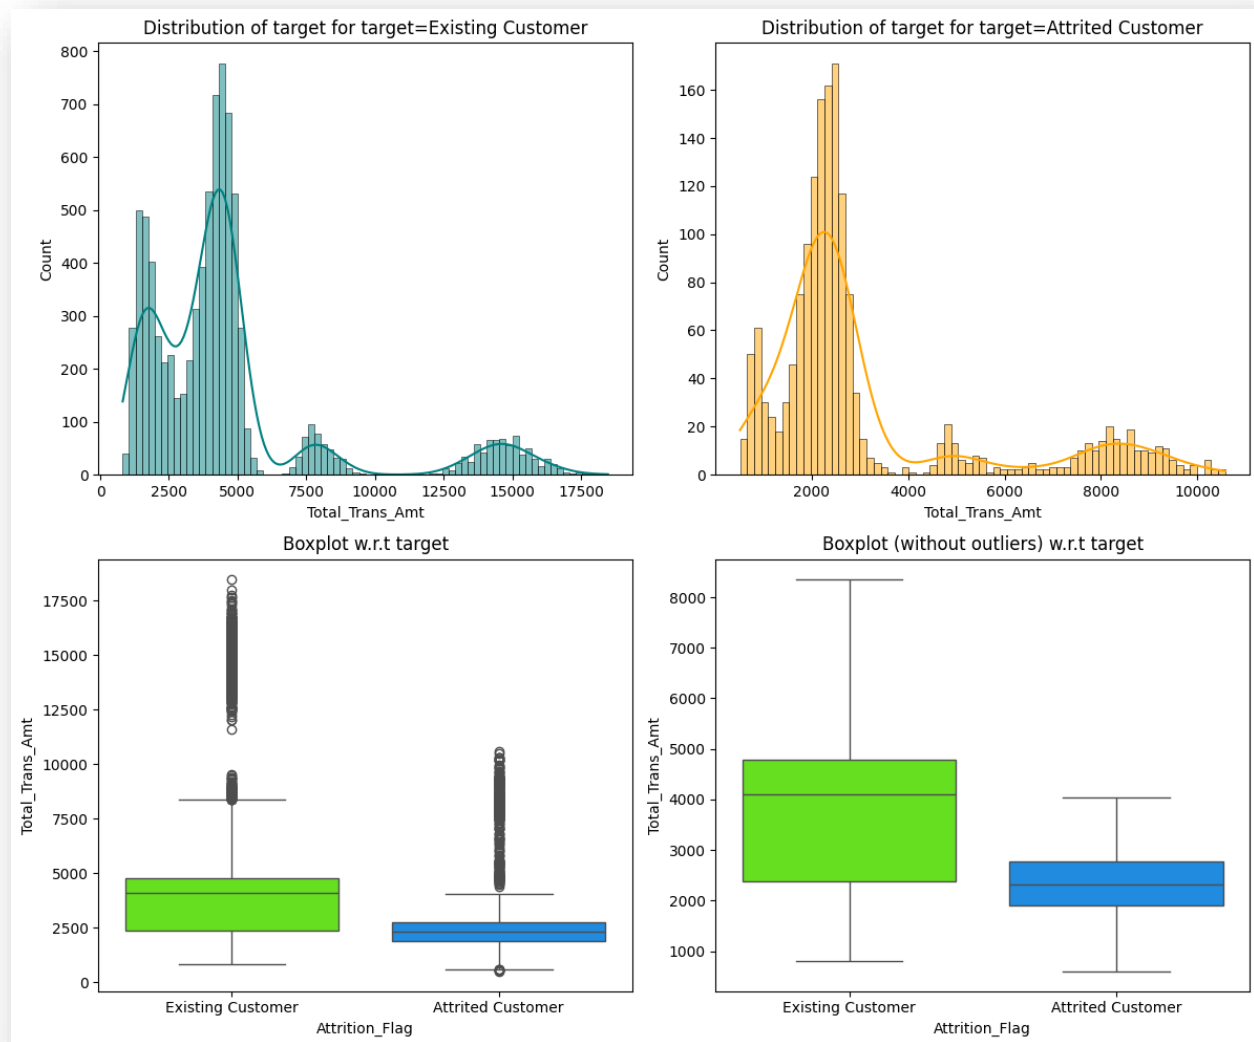 Distribution of target for target=Existing Customer
800
700
600
500
400
300
200
100
0
Count
0 2500 5000 7500 10000 12500 15000 17500
Total_Trans_Amt
Distribution of target for target=Attrited Customer
160
140
120
100
80
60
40
20
0
Count
2000 4000 6000 8000 10000
Total_Trans_Amt
Boxplot w.r.t target
17500
15000
12500
10000
7500
5000
2500
0
Total_Trans_Amt
Existing Customer Attrited Customer
Attrition_Flag
Boxplot (without outliers) w.r.t target
8000
7000
6000
5000
4000
3000
2000
1000
Total_Trans_Amt
Existing Customer Attrited Customer
Attrition_Flag